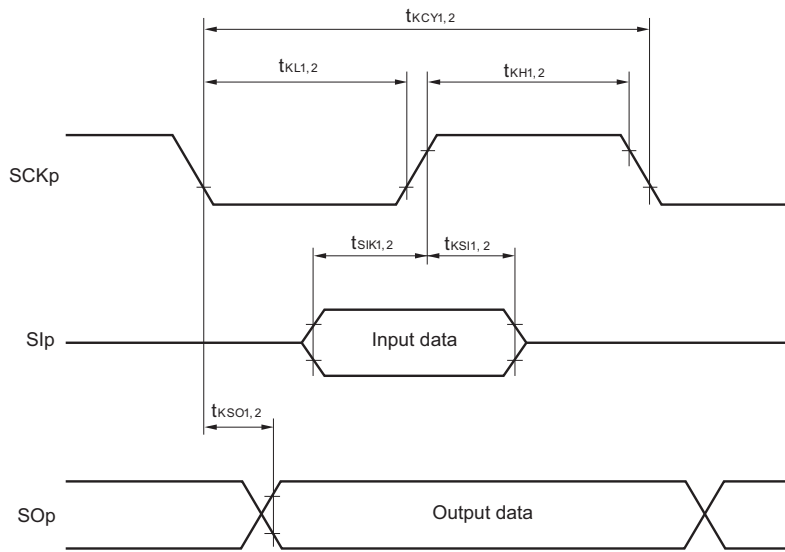 tKCY1, 2
tKL1, 2
tKH1, 2
SCKp
tSIK1, 2
tKSI1, 2
SIp
Input data
tKSO1, 2
SOp
Output data